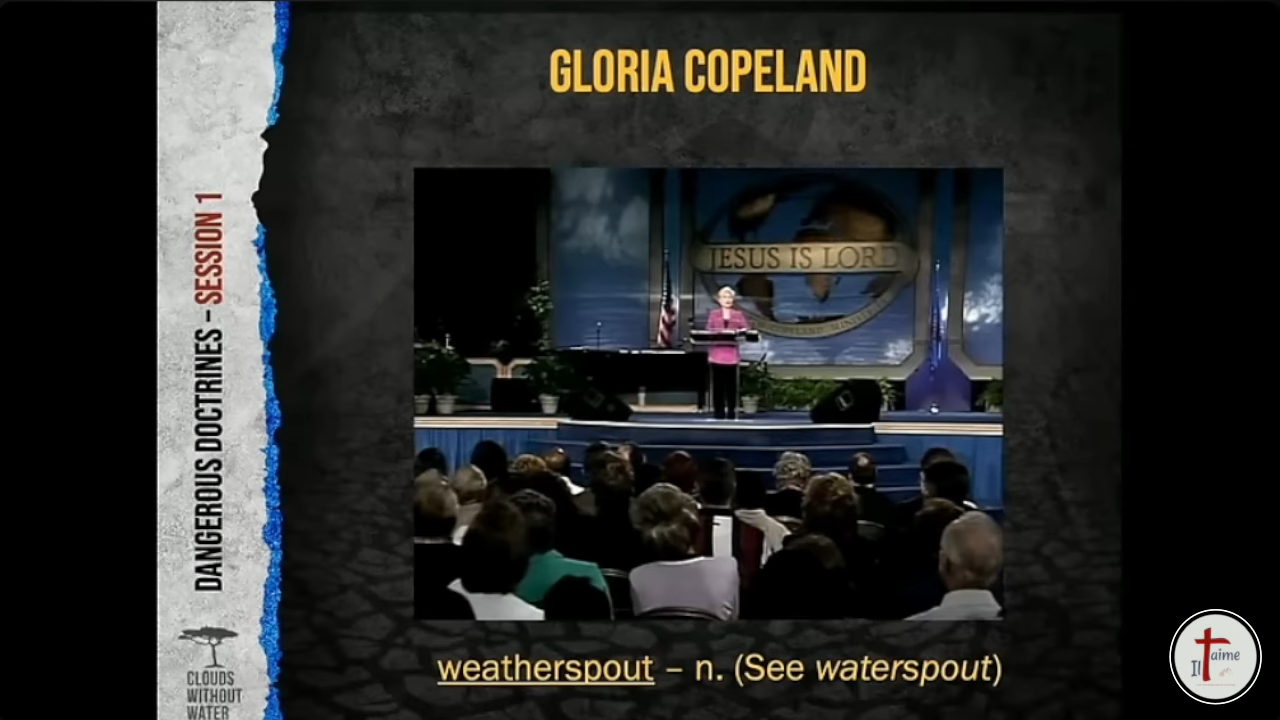 GLORIA COPELAND
JESUS IS LORD
weatherspout – n. (See waterspout)
DANGEROUS DOCTRINES – SESSION 1
CLOUDS
WITHOUT
WATER
Il t'aime